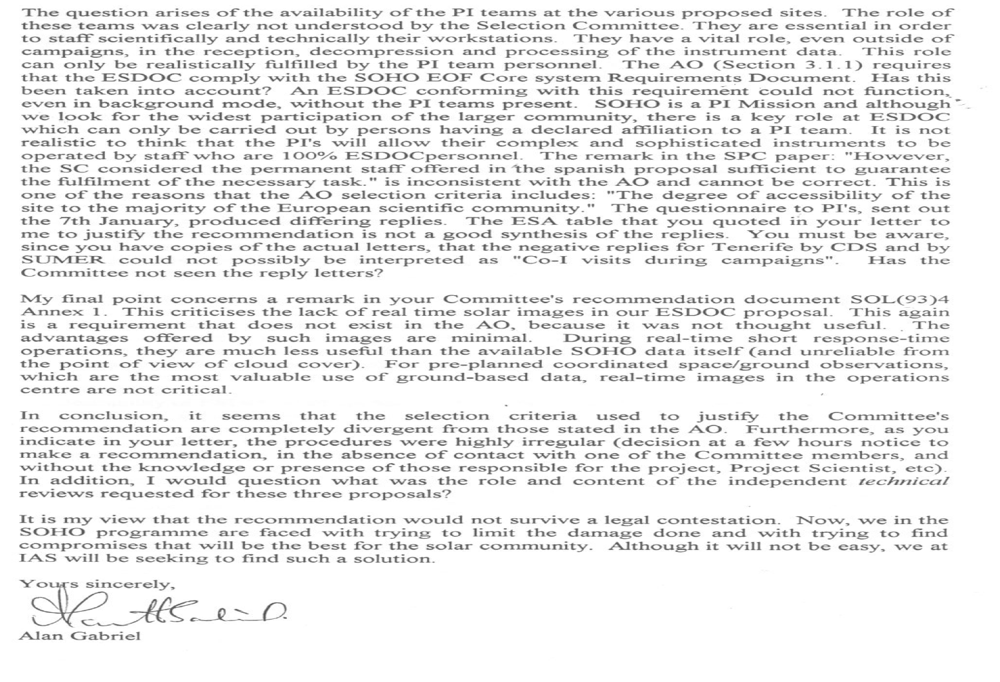 The question arises of the availability of the PI teams at the various proposed sites. The role of
these teams was clearly not understood by the Selection Committee. They are essential in order
to staff scientifically and technically their workstations. They have a vital role, even outside of
campaigns, in the reception, decompression and processing of the instrument data. This role
can only be realistically fulfilled by the PI team personnel. The AO (Section 3.1.1) requires
that the ESDOC comply with the SOHO EOF Core system Requirements Document. Has this
been taken into account? An ESDOC conforming with this requirement could not function,
even in background mode, without the PI teams present. SOHO is a PI Mission and although
we look for the widest participation of the larger community, there is a key role at ESDOC
which can only be carried out by persons having a declared affiliation to a PI team. It is not
realistic to think that the PI's will allow their complex and sophisticated instruments to be
operated by staff who are 100% ESDOCpersonnel. The remark in the SPC paper: "However,
the SC considered the permanent staff offered in the spanish proposal sufficient to guarantee
the fulfilment of the necessary task." is inconsistent with the AO and cannot be correct. This is
one of the reasons that the AO selection criteria includes: "The degree of accessibility of the
site to the majority of the European scientific community." The questionnaire to PI's, sent out
the 7th January, produced differing replies. The ESA table that you quoted in your letter to
me to justify the recommendation is not a good synthesis of the replies. You must be aware,
since you have copies of the actual letters, that the negative replies for Tenerife by CDS and by
SUMER could not possibly be interpreted as "Co-I visits during campaigns". Has the
Committee not seen the reply letters?
My final point concerns a remark in your Committee's recommendation document SOL(93)4
Annex 1. This criticises the lack of real time solar images in our ESDOC proposal. This again
is a requirement that does not exist in the AO, because it was not thought useful. The
advantages offered by such images are minimal. During real-time short response-time
operations, they are much less useful than the available SOHO data itself (and unreliable from
the point of view of cloud cover). For pre-planned coordinated space/ground observations,
which are the most valuable use of ground-based data, real-time images in the operations
centre are not critical.
In conclusion, it seems that the selection criteria used to justify the Committee's
recommendation are completely divergent from those stated in the AO. Furthermore, as you
indicate in your letter, the procedures were highly irregular (decision at a few hours notice to
make a recommendation, in the absence of contact with one of the Committee members, and
without the knowledge or presence of those responsible for the project, Project Scientist, etc).
In addition, I would question what was the role and content of the independent technical
reviews requested for these three proposals?
It is my view that the recommendation would not survive a legal contestation. Now, we in the
SOHO programme are faced with trying to limit the damage done and with trying to find
compromises that will be the best for the solar community. Although it will not be easy, we at
IAS will be seeking to find such a solution.
Yours sincerely,
Alan Gabriel